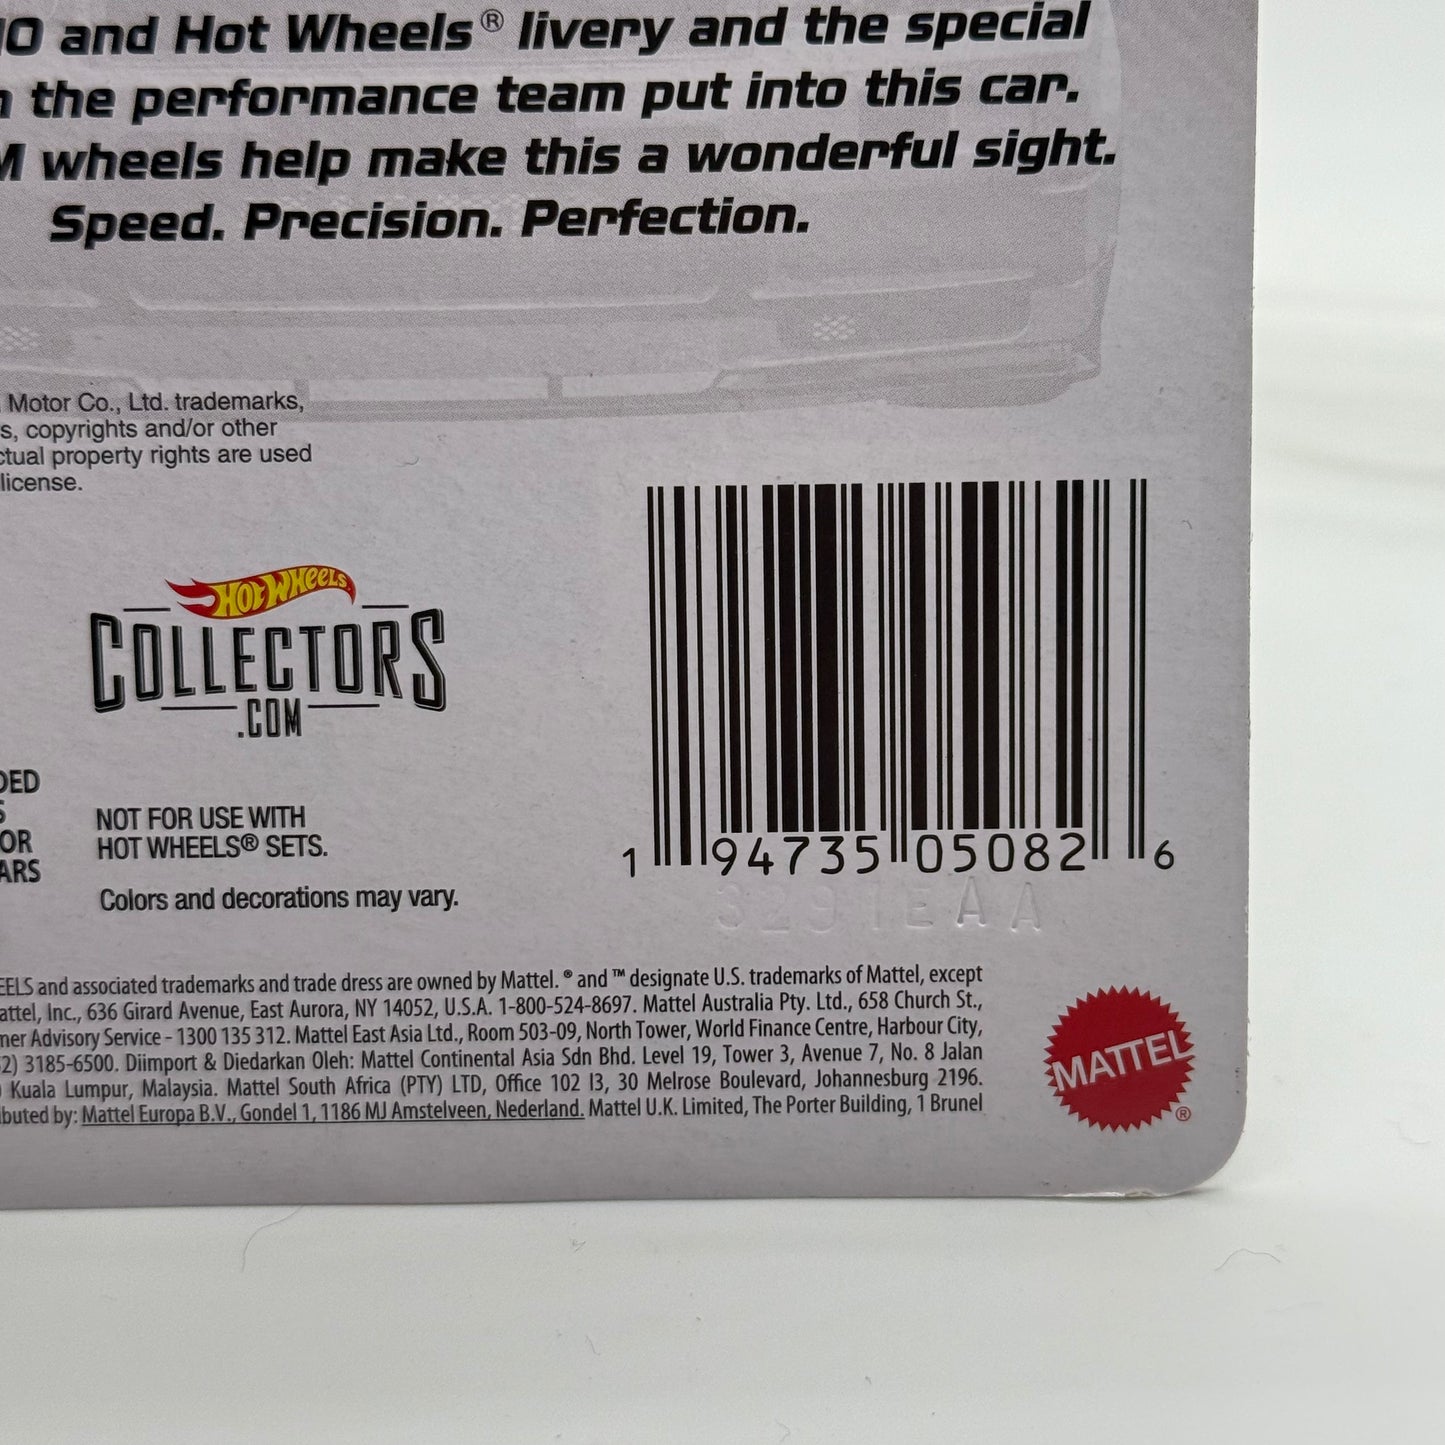 and Hot Wheels® livery and the special
the performance team put into this car.
wheels help make this a wonderful sight.
Speed. Precision. Perfection.
Motor Co., Ltd. trademarks,
copyrights and/or other
property rights are used
license.
HOT WHEELS
COLLECTORS
.COM
NOT FOR USE WITH
HOT WHEELS® SETS.
Colors and decorations may vary.
OR
1 94735 05082 6
3291EAA
and associated trademarks and trade dress are owned by Mattel. ® and ™ designate U.S. trademarks of Mattel, except
Inc., 636 Girard Avenue, East Aurora, NY 14052, U.S.A. 1-800-524-8697. Mattel Australia Pty. Ltd., 658 Church St.,
Advisory Service - 1300 135 312. Mattel East Asia Ltd., Room 503-09, North Tower, World Finance Centre, Harbour City,
3185-6500. Diimport & Diedarkan Oleh: Mattel Continental Asia Sdn Bhd. Level 19, Tower 3, Avenue 7, No. 8 Jalan
Kuala Lumpur, Malaysia. Mattel South Africa (PTY) LTD, Office 102 I3, 30 Melrose Boulevard, Johannesburg 2196.
by: Mattel Europa B.V., Gondel 1, 1186 MJ Amstelveen, Nederland. Mattel U.K. Limited, The Porter Building, 1 Brunel
MATTEL
®